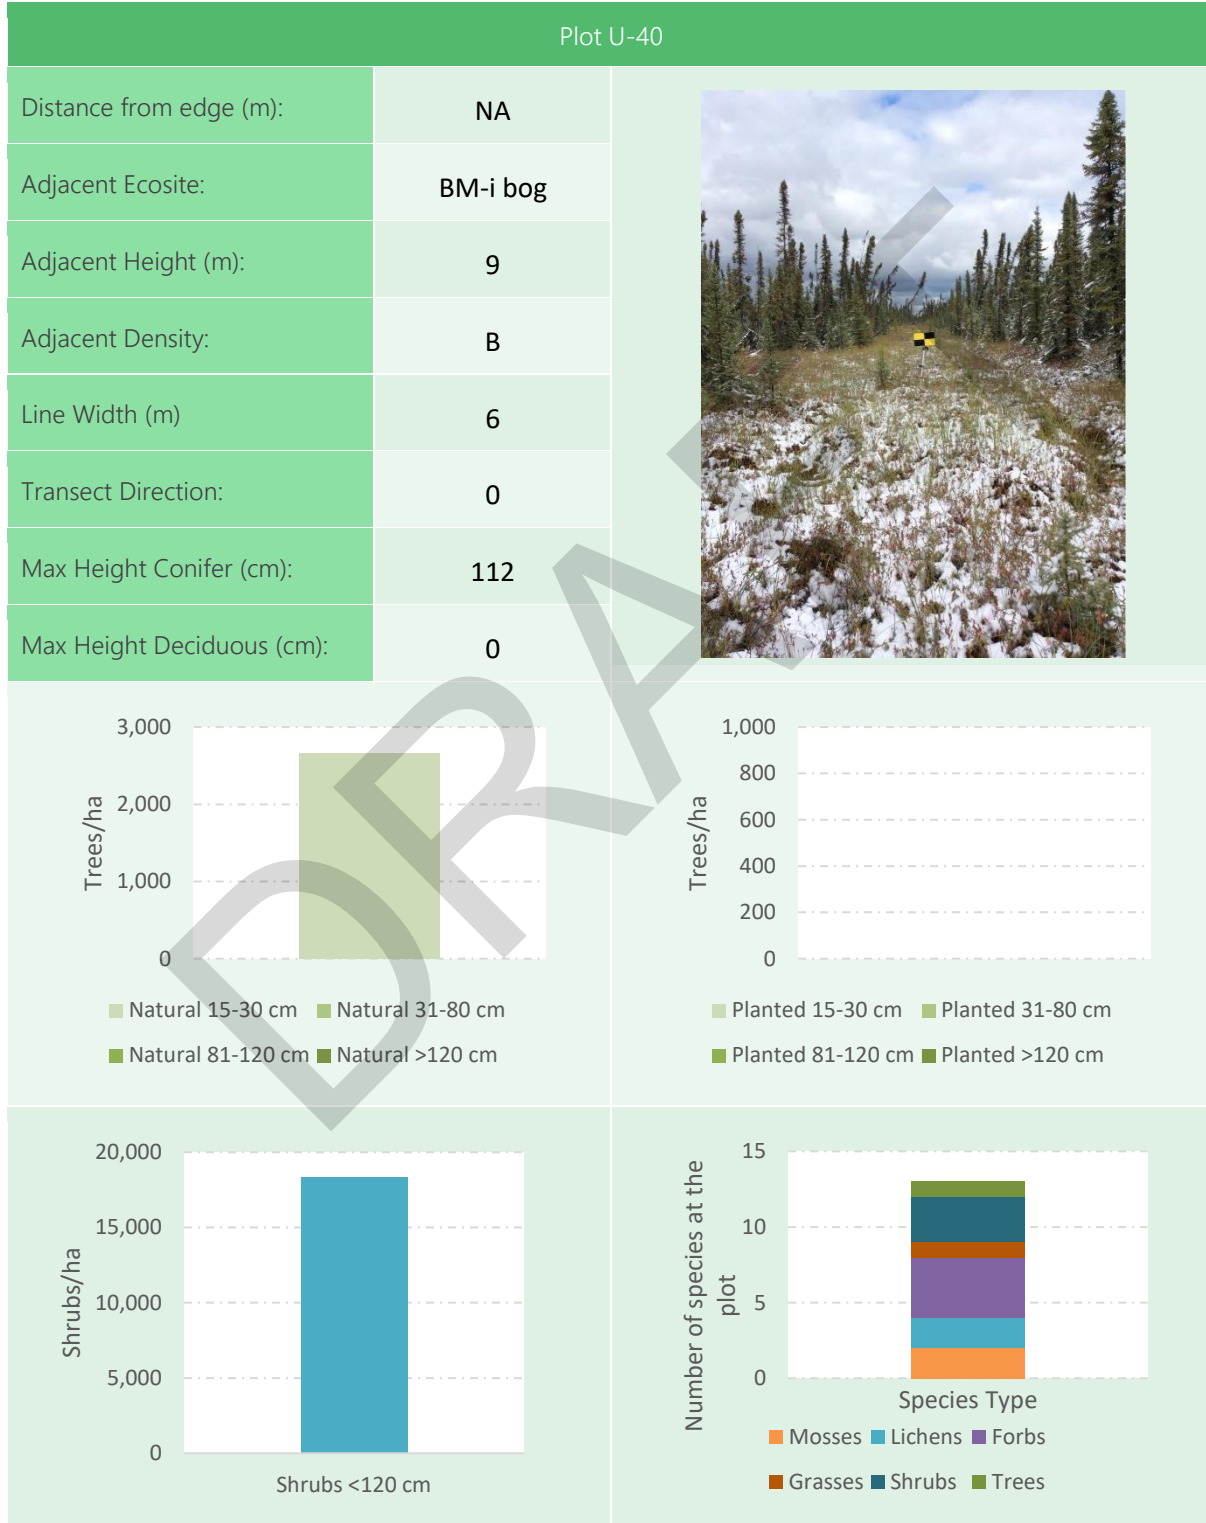 Plot U-40
Distance from edge (m): NA
Adjacent Ecosite: BM-i bog
Adjacent Height (m): 9
Adjacent Density: B
Line Width (m) 6
Transect Direction: 0
Max Height Conifer (cm): 112
Max Height Deciduous (cm): 0
DRAFT
3,000
2,000
1,000
0
Trees/ha
Natural 15-30 cm Natural 31-80 cm
Natural 81-120 cm Natural >120 cm
1,000
800
600
400
200
0
Trees/ha
Planted 15-30 cm Planted 31-80 cm
Planted 81-120 cm Planted >120 cm
20,000
15,000
10,000
5,000
0
Shrubs/ha
Shrubs <120 cm
15
10
5
0
Number of species at the
plot
Species Type
Mosses Lichens Forbs
Grasses Shrubs Trees